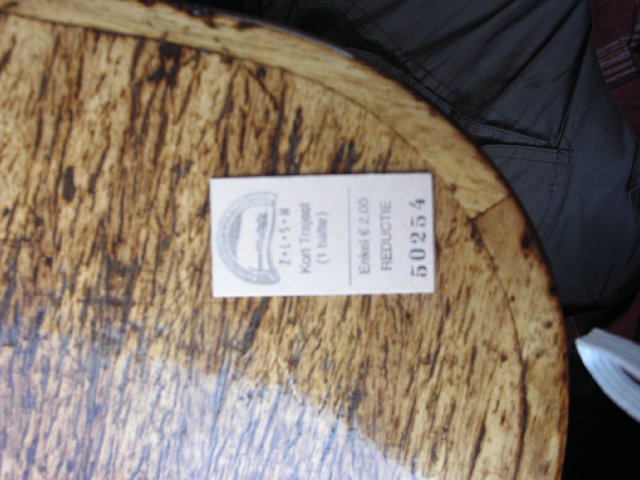 Z•L•S•M
Kort Traject
(1 halte)
Enkel € 2.00
REDUCTIE
50254